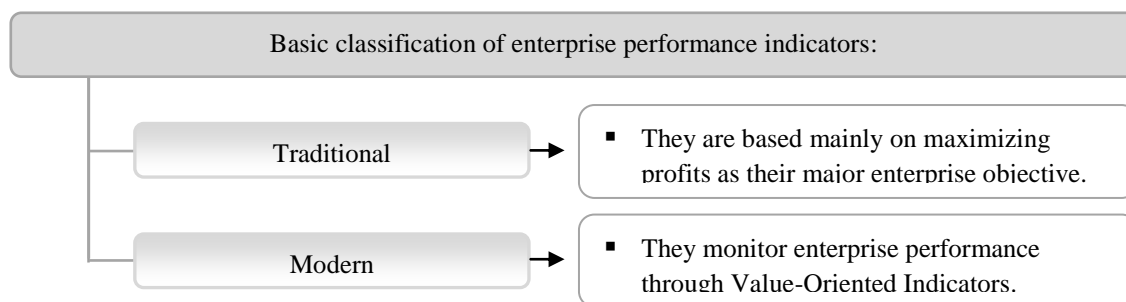 Basic classification of enterprise performance indicators:
Traditional
▪ They are based mainly on maximizing
profits as their major enterprise objective.
Modern
▪ They monitor enterprise performance
through Value-Oriented Indicators.